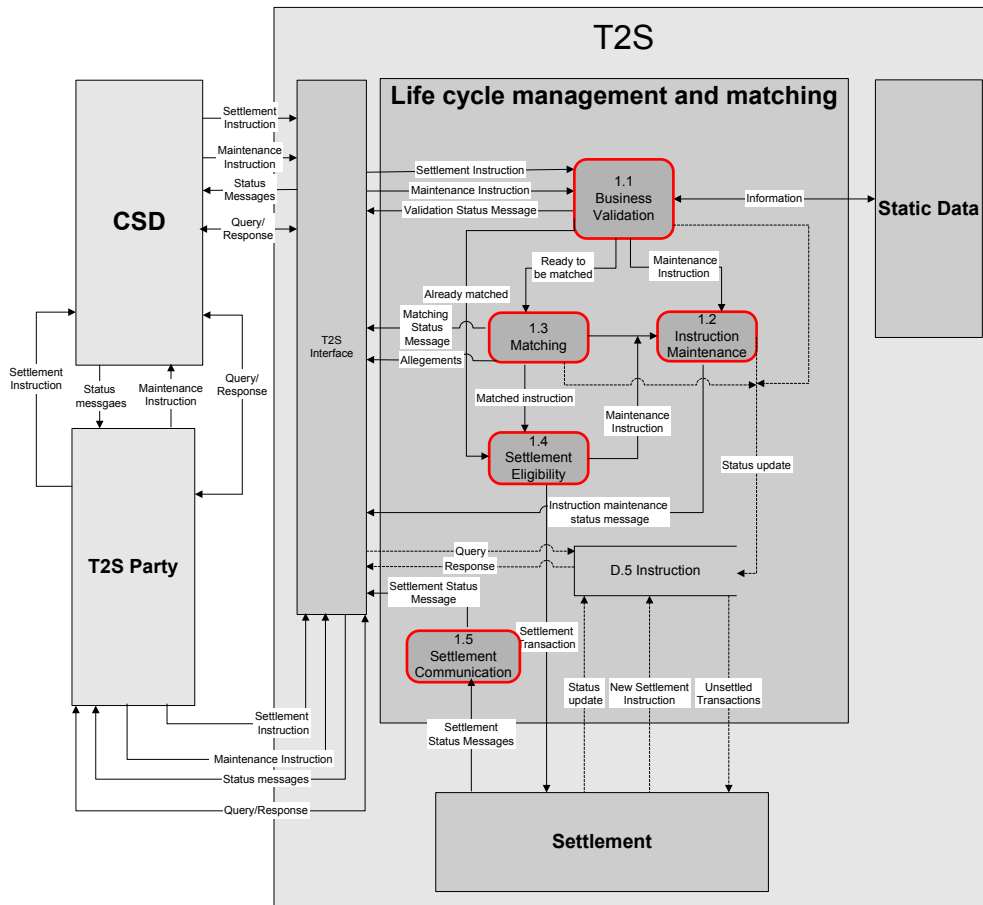 T2S
Life cycle management and matching
Settlement
Instruction
Maintenance
Instruction
Status
Messages
Query/
Response
CSD
Settlement Instruction
Maintenance Instruction
Validation Status Message
1.1
Business
Validation
Information
Static Data
Ready to
be matched
Maintenance
Instruction
Already matched
Matching
Status
Message
Allegements
1.3
Matching
1.2
Instruction
Maintenance
T2S
Interface
Settlement
Instruction
Status
messgaes
Maintenance
Instruction
Query/
Response
Matched instruction
Maintenance
Instruction
1.4
Settlement
Eligibility
Status update
Instruction maintenance
status message
T2S Party
Query
Response
D.5 Instruction
Settlement Status
Message
1.5
Settlement
Communication
Settlement
Transaction
Status
update
New Settlement
Instruction
Unsettled
Transactions
Settlement
Status Messages
Settlement
Instruction
Maintenance Instruction
Status messages
Query/Response
Settlement